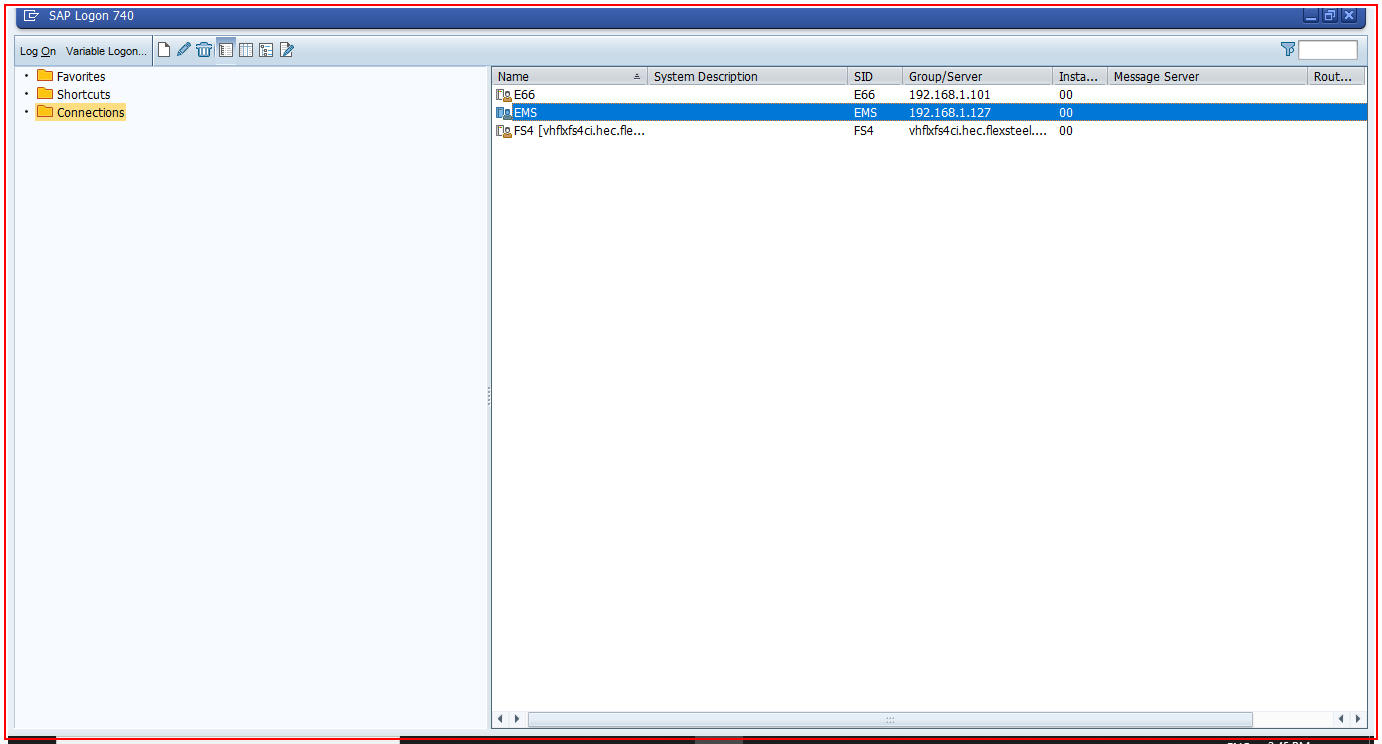 SAP Logon 740
Log On Variable Logon...
Favorites
Shortcuts
Connections
Name System Description SID Group/Server Insta... Message Server Rout...
E66 E66 192.168.1.101 00
EMS EMS 192.168.1.127 00
FS4 [vhflxfs4ci.hec.fle... FS4 vhflxfs4ci.hec.flexsteel.... 00